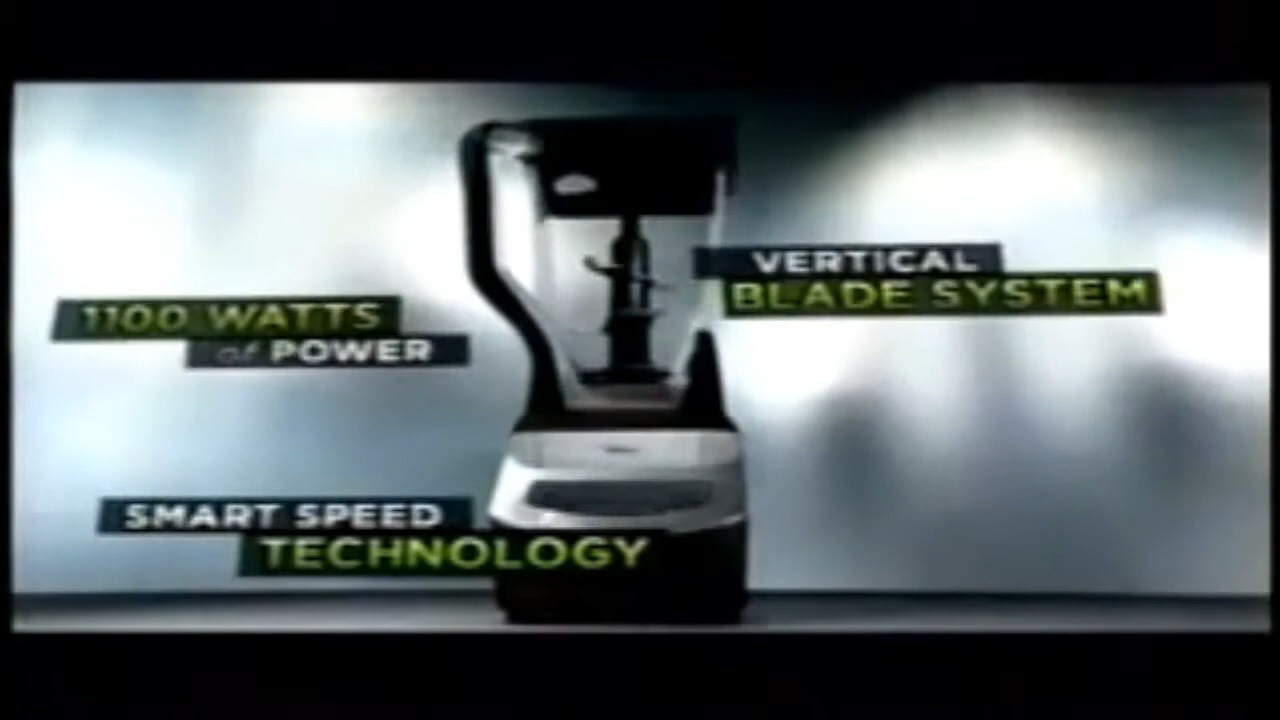 VERTICAL
BLADE SYSTEM
1100 WATTS
of POWER
SMART SPEED
TECHNOLOGY